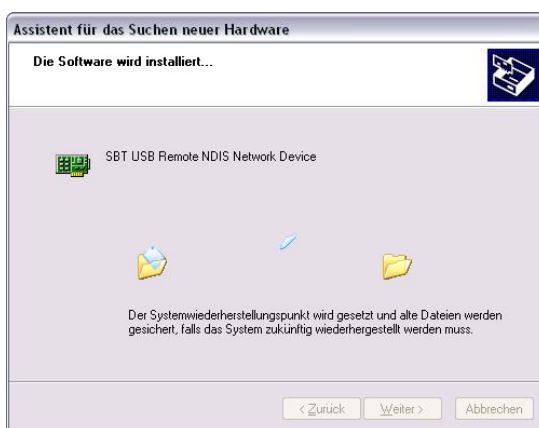 Assistent für das Suchen neuer Hardware
Die Software wird installiert...
SBT USB Remote NDIS Network Device
Der Systemwiederherstellungspunkt wird gesetzt und alte Dateien werden
gesichert, falls das System zukünftig wiederhergestellt werden muss.
< Zurück Weiter > Abbrechen